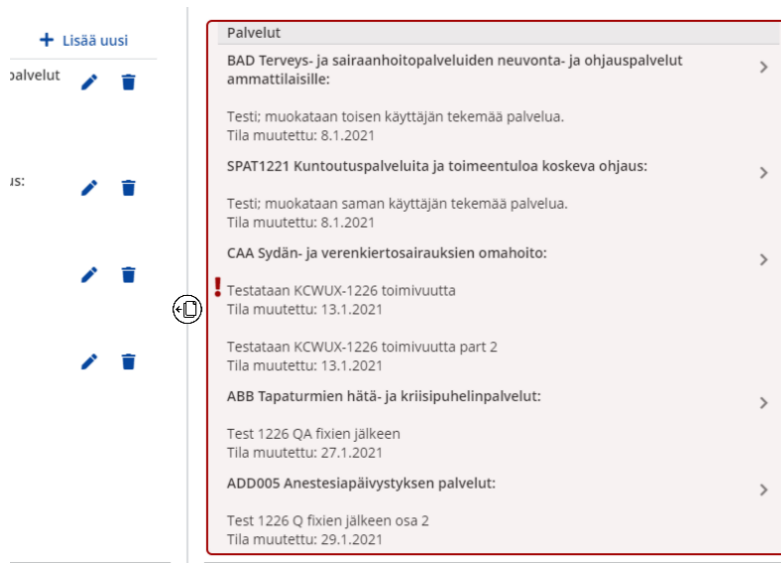 Lisää uusi
palvelut
us:
Palvelut
BAD Terveys- ja sairaanhoitopalveluiden neuvonta- ja ohjauspalvelut
ammattilaisille:
Testi; muokataan toisen käyttäjän tekemää palvelua.
Tila muutettu: 8.1.2021
SPAT1221 Kuntoutuspalveluita ja toimeentuloa koskeva ohjaus:
Testi; muokataan saman käyttäjän tekemää palvelua.
Tila muutettu: 8.1.2021
CAA Sydän- ja verenkiertosairauksien omahoito:
Testataan KCWUX-1226 toimivuutta
Tila muutettu: 13.1.2021
Testataan KCWUX-1226 toimivuutta part 2
Tila muutettu: 13.1.2021
ABB Tapaturmien hätä- ja kriisipuhelinpalvelut:
Test 1226 QA fixien jälkeen
Tila muutettu: 27.1.2021
ADD005 Anestesiapäivystyksen palvelut:
Test 1226 Q fixien jälkeen osa 2
Tila muutettu: 29.1.2021